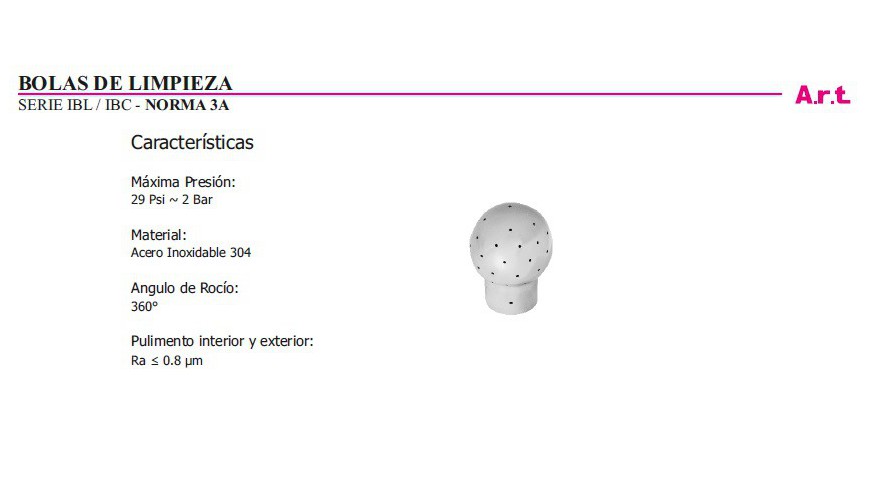 BOLAS DE LIMPIEZA
SERIE IBL / IBC - NORMA 3A
A.r.t.
Características
Máxima Presión:
29 Psi ~ 2 Bar
Material:
Acero Inoxidable 304
Angulo de Rocío:
360°
Pulimento interior y exterior:
Ra ≤ 0.8 µm